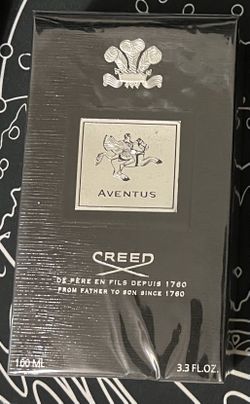 AVENTUS
CREED
DE PÈRE EN FILS DEPUIS 1760
FROM FATHER TO SON SINCE 1760
100 ML
3.3 FL.OZ.